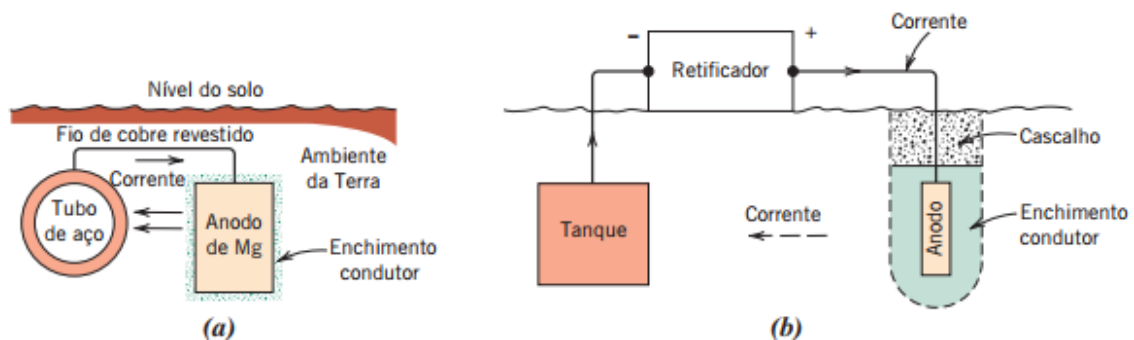 Nível do solo
Fio de cobre revestido
Corrente
Ambiente
da Terra
Tubo
de aço
Anodo
de Mg
Enchimento
condutor
(a)
–
+
Retificador
Corrente
Cascalho
Tanque
Corrente
Anodo
Enchimento
condutor
(b)